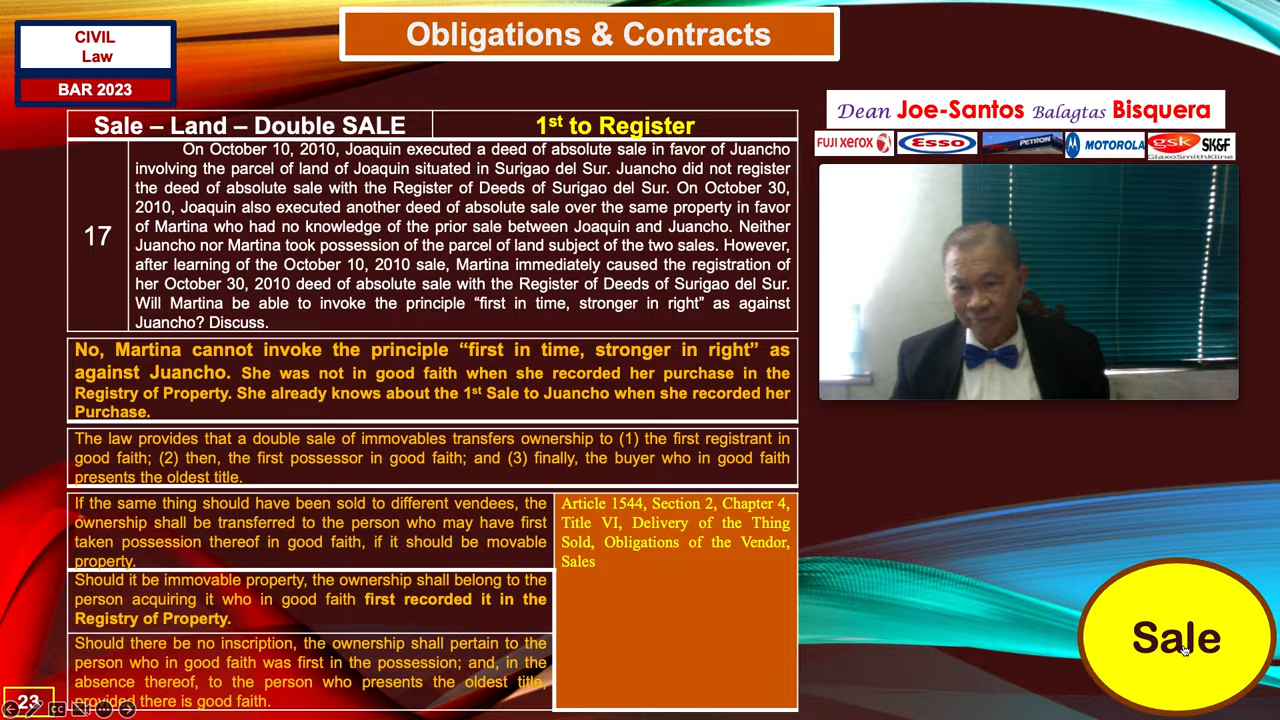 CIVIL
Law
BAR 2023
Obligations & Contracts
Dean Joe-Santos Balagtas Bisquera
FUJI XEROX
Esso
PETRON
MOTOROLA
gsk
GlaxoSmithKline
SK&F
Sale – Land – Double SALE
1st to Register
17
On October 10, 2010, Joaquin executed a deed of absolute sale in favor of Juancho
involving the parcel of land of Joaquin situated in Surigao del Sur. Juancho did not register
the deed of absolute sale with the Register of Deeds of Surigao del Sur. On October 30,
2010, Joaquin also executed another deed of absolute sale over the same property in favor
of Martina who had no knowledge of the prior sale between Joaquin and Juancho. Neither
Juancho nor Martina took possession of the parcel of land subject of the two sales. However,
after learning of the October 10, 2010 sale, Martina immediately caused the registration of
her October 30, 2010 deed of absolute sale with the Register of Deeds of Surigao del Sur.
Will Martina be able to invoke the principle “first in time, stronger in right” as against
Juancho? Discuss.
No, Martina cannot invoke the principle “first in time, stronger in right” as
against Juancho. She was not in good faith when she recorded her purchase in the
Registry of Property. She already knows about the 1st Sale to Juancho when she recorded her
Purchase.
The law provides that a double sale of immovables transfers ownership to (1) the first registrant in
good faith; (2) then, the first possessor in good faith; and (3) finally, the buyer who in good faith
presents the oldest title.
If the same thing should have been sold to different vendees, the
ownership shall be transferred to the person who may have first
taken possession thereof in good faith, if it should be movable
property.
Article 1544, Section 2, Chapter 4,
Title VI, Delivery of the Thing
Sold, Obligations of the Vendor,
Sales
Should it be immovable property, the ownership shall belong to the
person acquiring it who in good faith first recorded it in the
Registry of Property.
Should there be no inscription, the ownership shall pertain to the
person who in good faith was first in the possession; and, in the
absence thereof, to the person who presents the oldest title,
provided there is good faith.
Sale
23